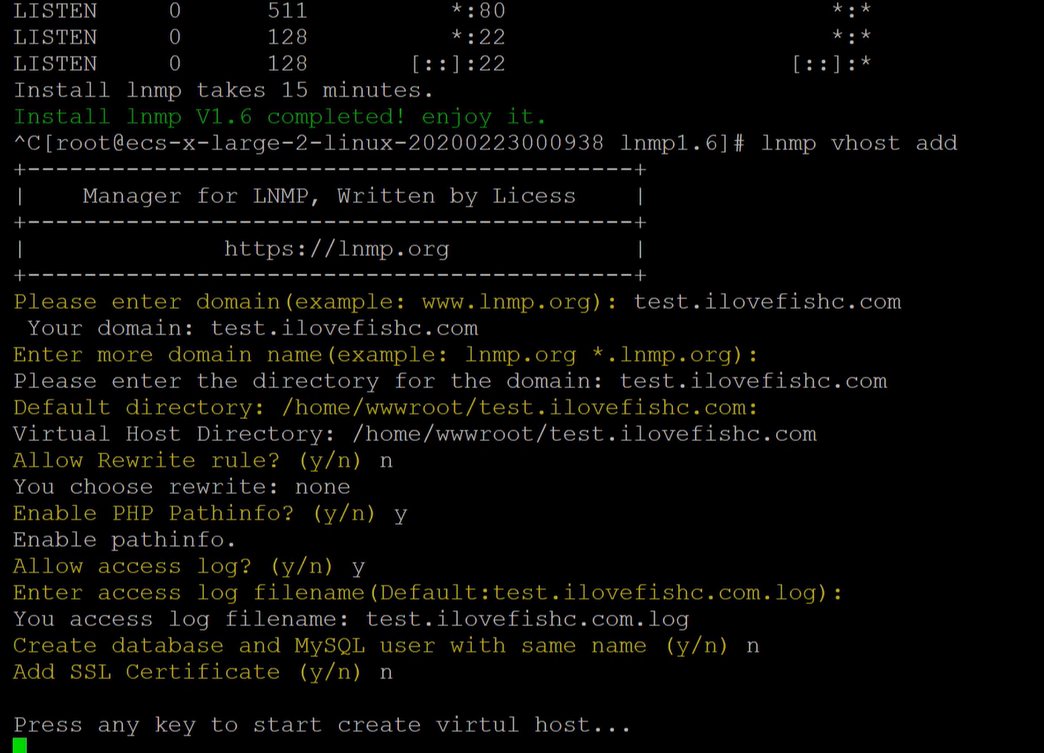 LISTEN 0 511 *:80 *:*
LISTEN 0 128 *:22 *:*
LISTEN 0 128 [::]:22 [::]:*
Install lnmp takes 15 minutes.
Install lnmp V1.6 completed! enjoy it.
^C[root@ecs-x-large-2-linux-20200223000938 lnmp1.6]# lnmp vhost add
+-------------------------------------------+
| Manager for LNMP, Written by Licess |
+-------------------------------------------+
| https://lnmp.org |
+-------------------------------------------+
Please enter domain(example: www.lnmp.org): test.ilovefishc.com
Your domain: test.ilovefishc.com
Enter more domain name(example: lnmp.org *.lnmp.org):
Please enter the directory for the domain: test.ilovefishc.com
Default directory: /home/wwwroot/test.ilovefishc.com:
Virtual Host Directory: /home/wwwroot/test.ilovefishc.com
Allow Rewrite rule? (y/n) n
You choose rewrite: none
Enable PHP Pathinfo? (y/n) y
Enable pathinfo.
Allow access log? (y/n) y
Enter access log filename(Default:test.ilovefishc.com.log):
You access log filename: test.ilovefishc.com.log
Create database and MySQL user with same name (y/n) n
Add SSL Certificate (y/n) n
Press any key to start create virtul host...